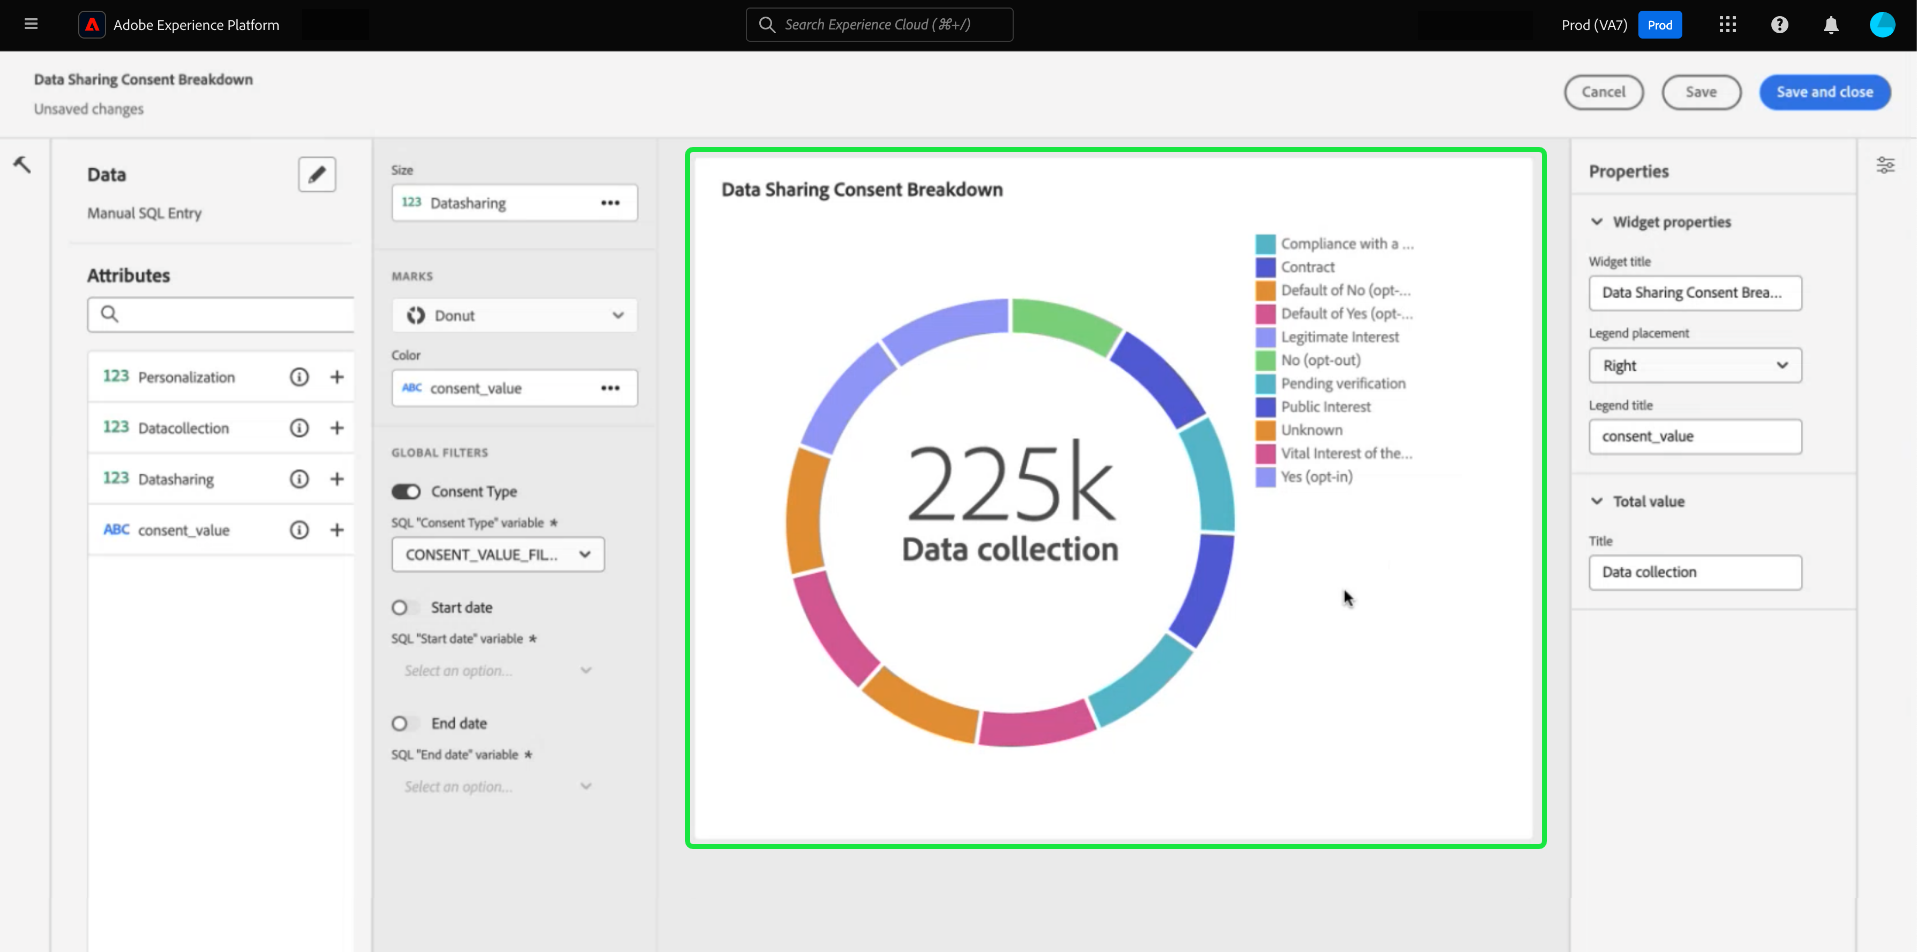 Adobe Experience Platform
Search Experience Cloud (⌘+/)
Prod (VA7)
Prod
Data Sharing Consent Breakdown
Unsaved changes
Cancel
Save
Save and close
Data
Manual SQL Entry
Attributes
123 Personalization
123 Datacollection
123 Datasharing
ABC consent_value
Size
123 Datasharing
MARKS
Donut
Color
ABC consent_value
GLOBAL FILTERS
Consent Type
SQL "Consent Type" variable *
CONSENT_VALUE_FIL...
Start date
SQL "Start date" variable *
Select an option...
End date
SQL "End date" variable *
Select an option...
Data Sharing Consent Breakdown
225k
Data collection
Compliance with a ...
Contract
Default of No (opt-...
Default of Yes (opt-...
Legitimate Interest
No (opt-out)
Pending verification
Public Interest
Unknown
Vital Interest of the...
Yes (opt-in)
Properties
Widget properties
Widget title
Data Sharing Consent Brea...
Legend placement
Right
Legend title
consent_value
Total value
Title
Data collection